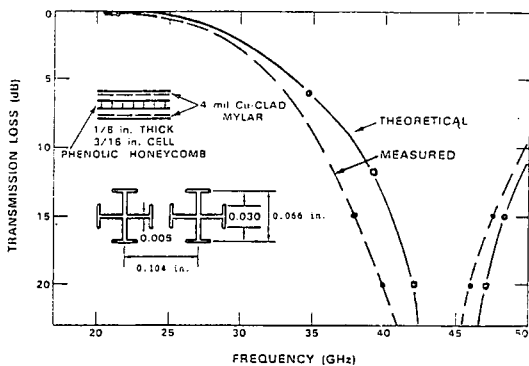 0
5
10
15
20
TRANSMISSION LOSS (dB)
4 mil Cu-CLAD
MYLAR
1/8 in. THICK
3/16 in. CELL
PHENOLIC HONEYCOMB
THEORETICAL
MEASURED
0.005
0.030
0.066 in.
0.104 in.
20
25
30
35
40
45
50
FREQUENCY (GHz)